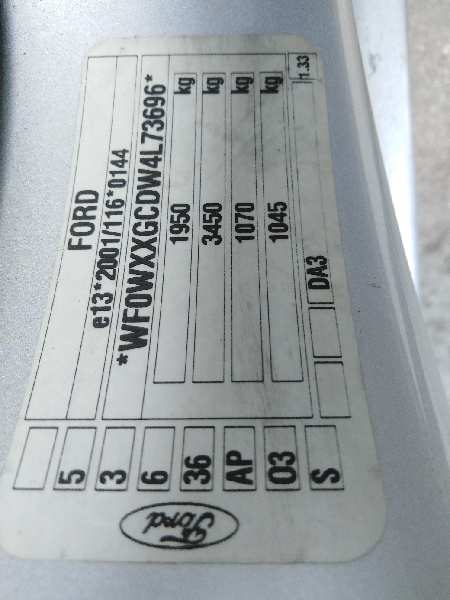 FORD
e13*2001/116*0144
*WF0WXXGCDW4L73696*
1950 kg
3450 kg
1070 kg
1045 kg
1.33
DA3
5
3
6
36
AP
O3
S
Ford